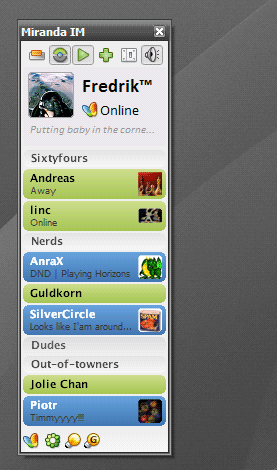 Miranda IM
Fredrik™
Online
Putting baby in the corne...
Sixtyfours
Andreas
Away
linc
Online
Nerds
AnraX
DND | Playing Horizons
Guldkorn
SilverCircle
Looks like I'am around...
Dudes
Out-of-towners
Jolie Chan
Piotr
Timmyyyy!!!